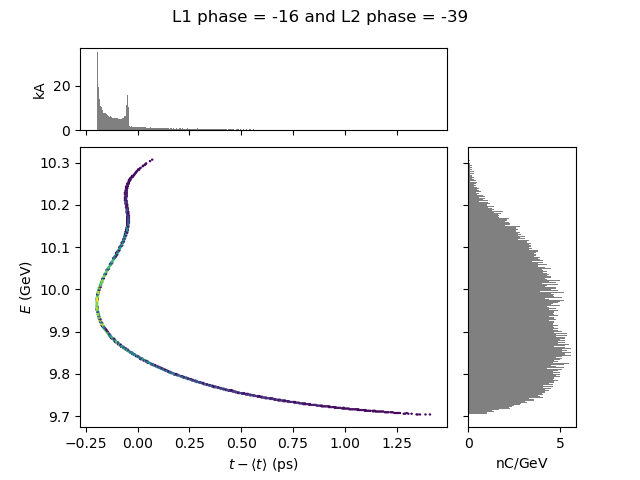 L1 phase = -16 and L2 phase = -39
kA
20
0
10.3
10.2
10.1
10.0
9.9
9.8
9.7
E (GeV)
−0.25 0.00 0.25 0.50 0.75 1.00 1.25
t − ⟨t⟩ (ps)
0 5
nC/GeV